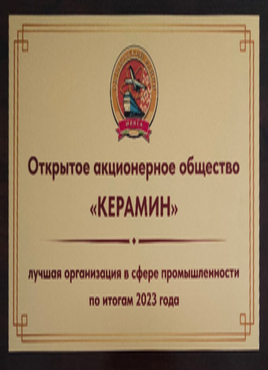 Открытое акционерное общество
«КЕРАМИН»
лучшая организация в сфере промышленности
по итогам 2023 года